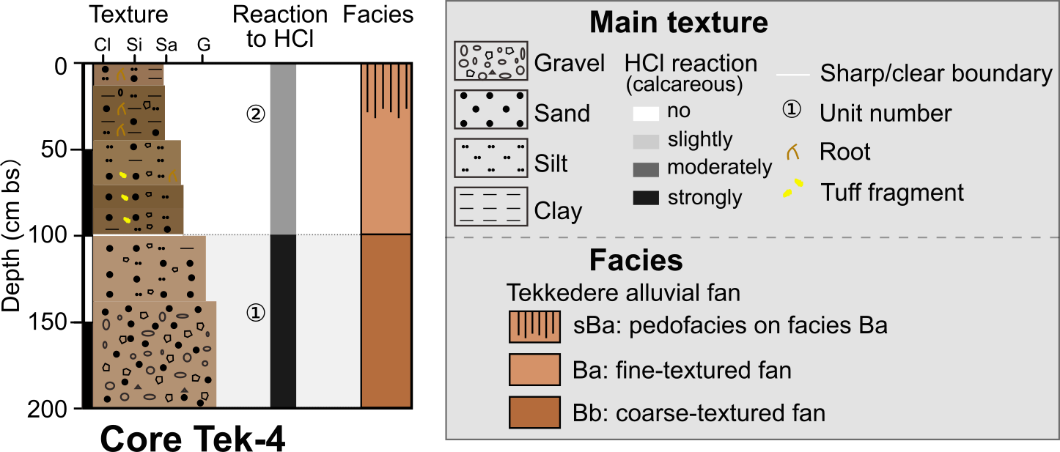 Texture
Reaction to HCl
Facies
Cl Si Sa G
0
50
100
150
200
Depth (cm bs)
②
①
Core Tek-4
Main texture
Gravel
Sand
Silt
Clay
HCl reaction
(calcareous)
no
slightly
moderately
strongly
Sharp/clear boundary
① Unit number
Root
Tuff fragment
Facies
Tekkedere alluvial fan
sBa: pedofacies on facies Ba
Ba: fine-textured fan
Bb: coarse-textured fan